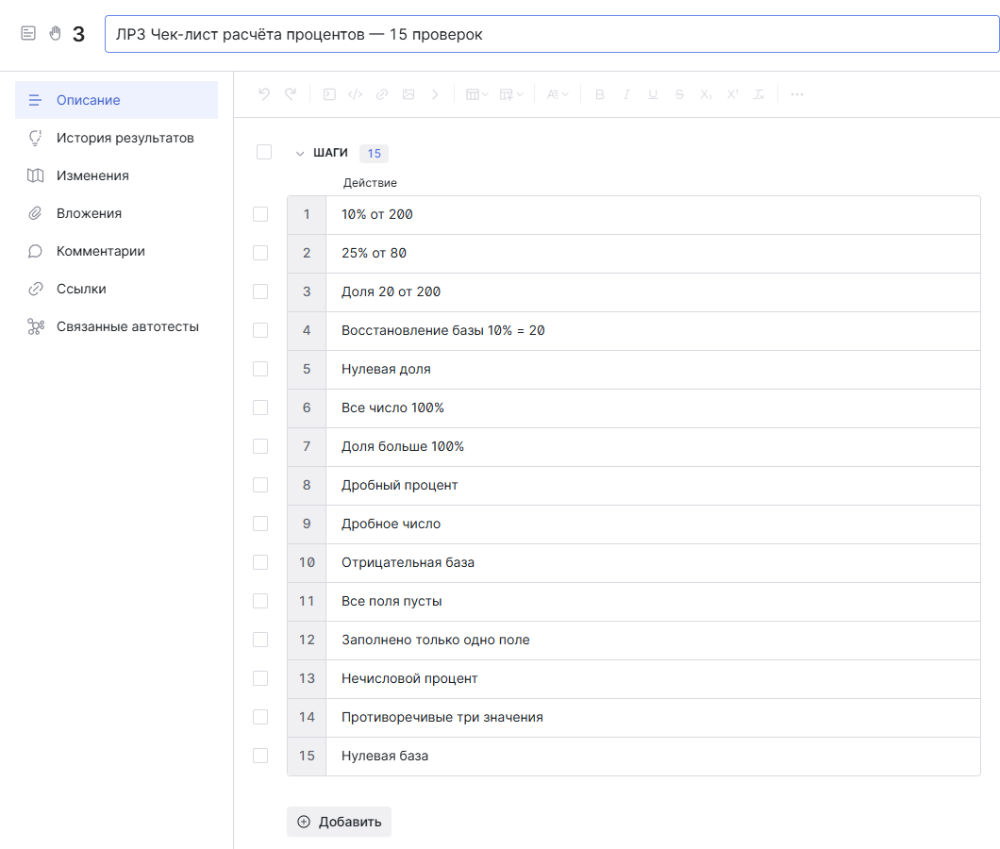 3
ЛР3 Чек-лист расчёта процентов — 15 проверок
Описание
История результатов
Изменения
Вложения
Комментарии
Ссылки
Связанные автотесты
ШАГИ 15
Действие
1 10% от 200
2 25% от 80
3 Доля 20 от 200
4 Восстановление базы 10% = 20
5 Нулевая доля
6 Все число 100%
7 Доля больше 100%
8 Дробный процент
9 Дробное число
10 Отрицательная база
11 Все поля пусты
12 Заполнено только одно поле
13 Нечисловой процент
14 Противоречивые три значения
15 Нулевая база
Добавить